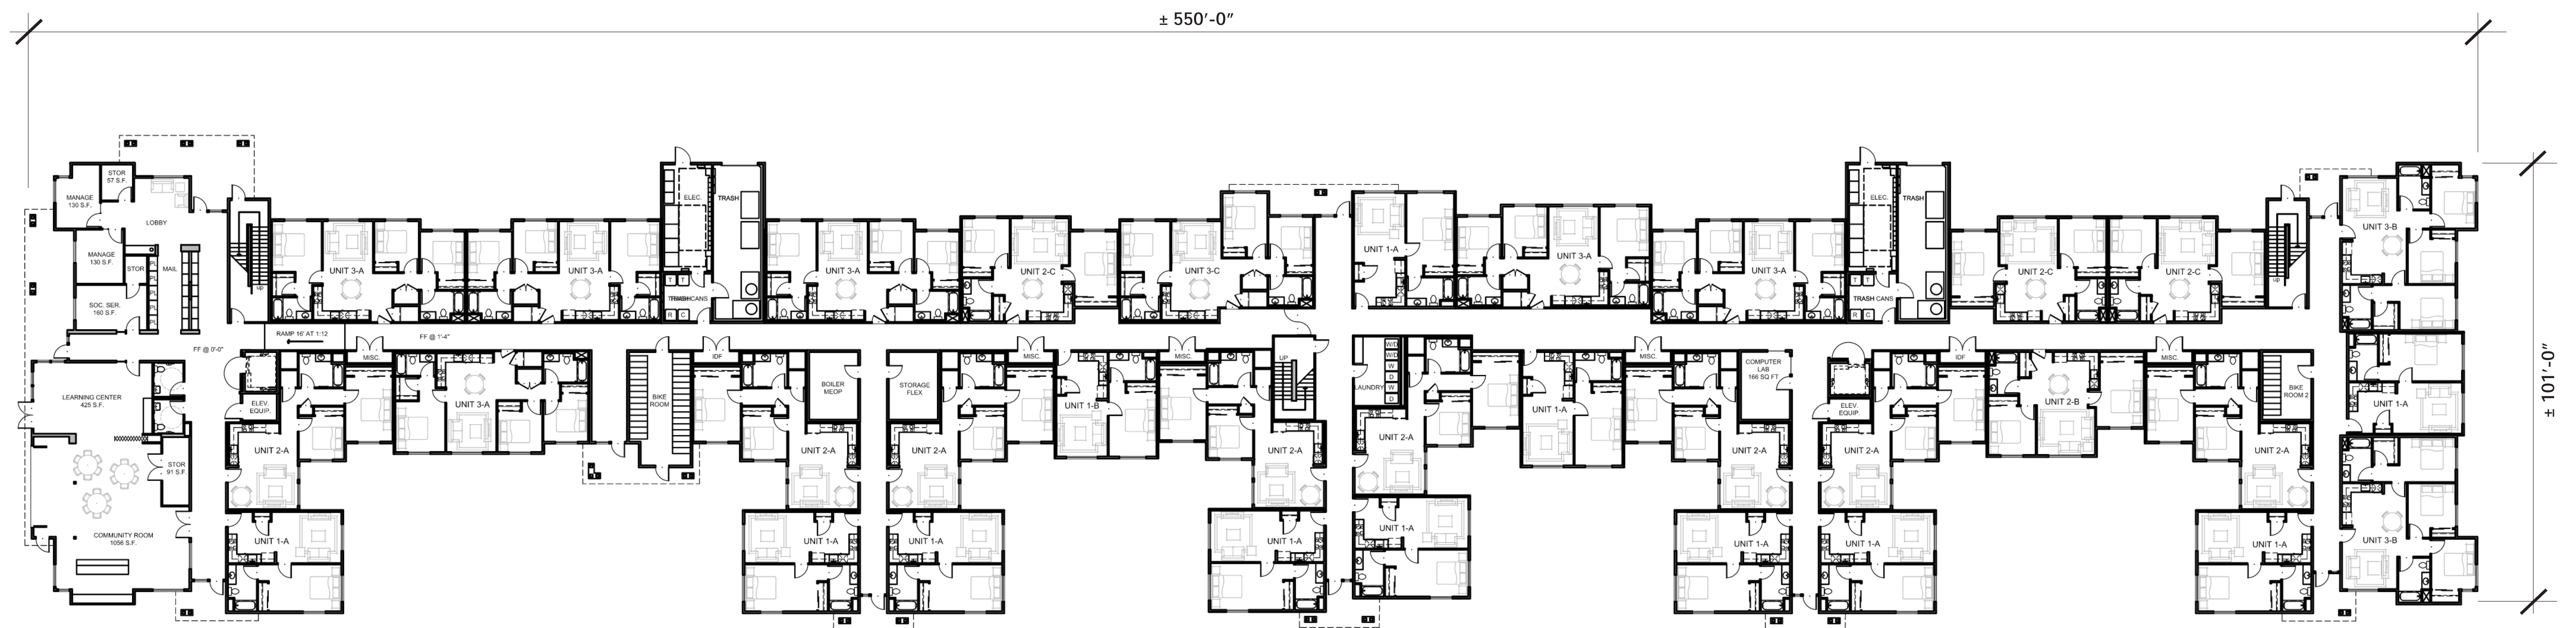 ± 550'-0"
± 101'-0"
MANAGE
130 S.F.
STOR
57 S.F.
LOBBY
MANAGE
130 S.F.
STOR
MAIL
SOC. SER.
160 S.F.
up
UNIT 3-A
UNIT 3-A
ELEC.
TRASH
T
T
TRASH CANS
R
C
UNIT 3-A
UNIT 2-C
UNIT 3-C
UNIT 1-A
UNIT 3-A
UNIT 3-A
ELEC.
TRASH
T
T
TRASH CANS
R
C
UNIT 2-C
UNIT 2-C
up
UNIT 3-B
FF @ 0'-0"
RAMP 16' AT 1:12
FF @ 1'-4"
LEARNING CENTER
425 S.F.
ELEV.
EQUIP.
MISC.
UNIT 3-A
BIKE
ROOM
IDF
BOILER
MEOP
STORAGE
FLEX
MISC.
UNIT 1-B
MISC.
UP
LAUNDRY
W/D
W/D
W
D
W
D
UNIT 1-A
MISC.
COMPUTER
LAB
166 SQ FT
ELEV.
EQUIP.
IDF
UNIT 2-B
MISC.
BIKE
ROOM 2
UNIT 1-A
STOR
91 S.F.
UNIT 2-A
UNIT 2-A
UNIT 2-A
UNIT 2-A
UNIT 2-A
UNIT 2-A
UNIT 2-A
UNIT 2-A
COMMUNITY ROOM
1056 S.F.
UNIT 1-A
UNIT 1-A
UNIT 1-A
UNIT 1-A
UNIT 1-A
UNIT 1-A
UNIT 1-A
UNIT 1-A
UNIT 3-B